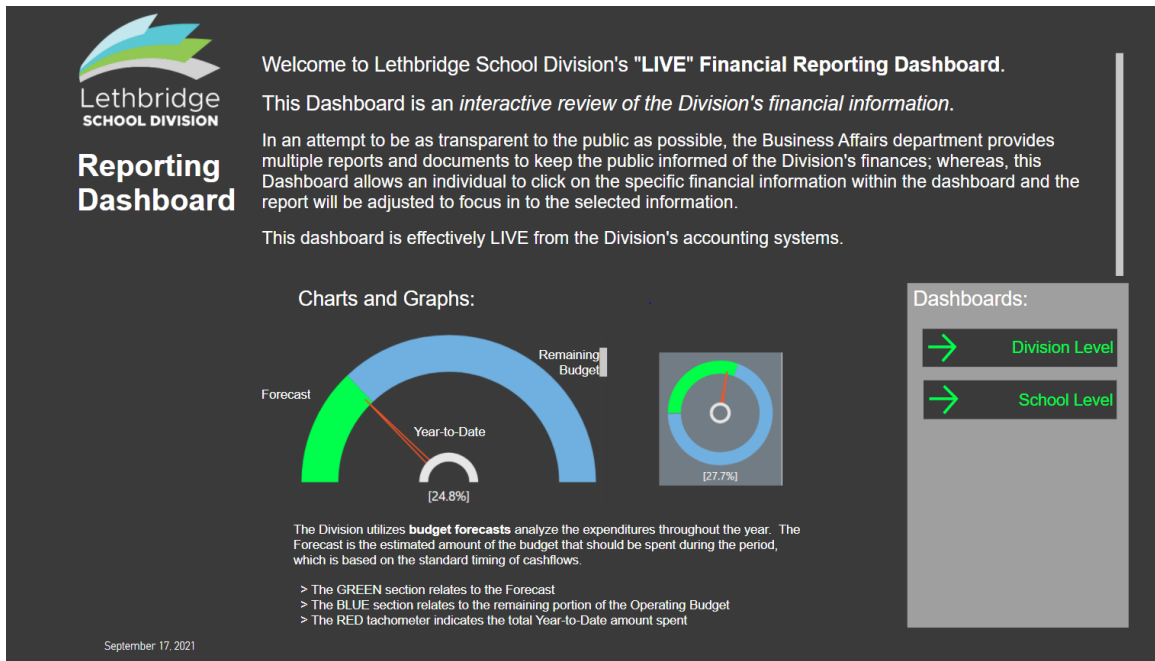 Lethbridge
SCHOOL DIVISION
Reporting
Dashboard
Welcome to Lethbridge School Division's "LIVE" Financial Reporting Dashboard.
This Dashboard is an interactive review of the Division's financial information.
In an attempt to be as transparent to the public as possible, the Business Affairs department provides
multiple reports and documents to keep the public informed of the Division's finances; whereas, this
Dashboard allows an individual to click on the specific financial information within the dashboard and the
report will be adjusted to focus in to the selected information.
This dashboard is effectively LIVE from the Division's accounting systems.
Charts and Graphs:
Remaining
Budget
Forecast
Year-to-Date
[24.8%]
[27.7%]
The Division utilizes budget forecasts analyze the expenditures throughout the year. The
Forecast is the estimated amount of the budget that should be spent during the period,
which is based on the standard timing of cashflows.
> The GREEN section relates to the Forecast
> The BLUE section relates to the remaining portion of the Operating Budget
> The RED tachometer indicates the total Year-to-Date amount spent
Dashboards:
Division Level
School Level
September 17, 2021